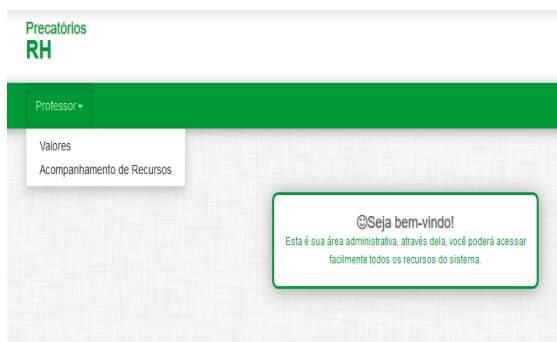 Precatórios
RH
Professor
Valores
Acompanhamento de Recursos
Seja bem-vindo!
Esta é sua área administrativa, através dela, você poderá acessar
facilmente todos os recursos do sistema.